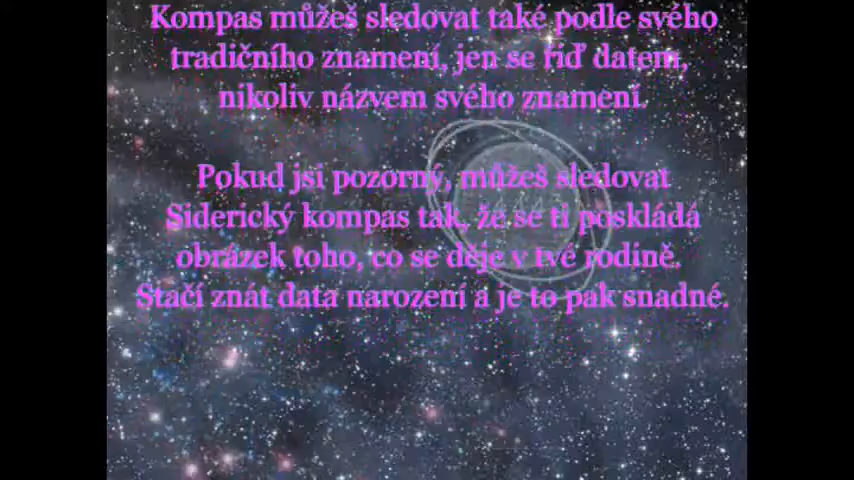 Kompas můžeš sledovat také podle svého
tradičního znamení, jen se řiď datem,
nikoliv názvem svého znamení.
Pokud jsi pozorný, můžeš sledovat
Siderický kompas tak, že se ti poskládá
obrázek toho, co se děje v tvé rodině.
Stačí znát data narození a je to pak snadné.